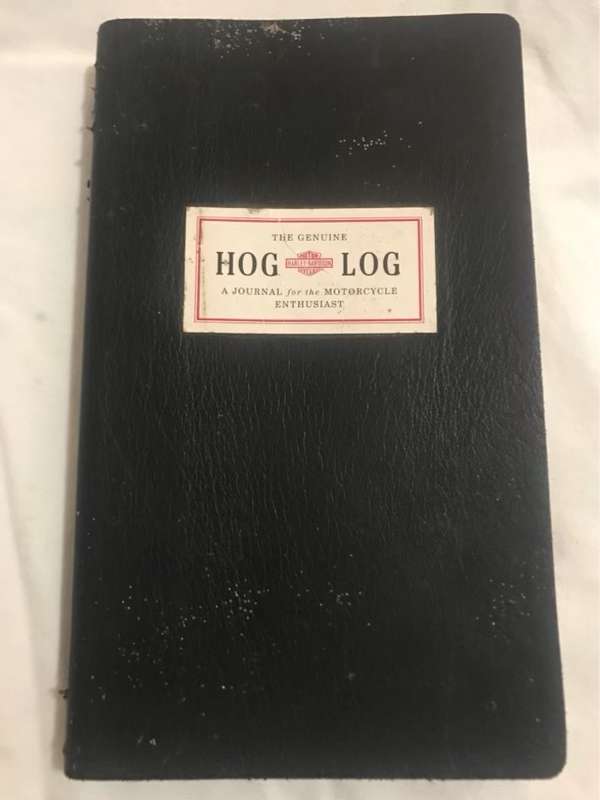 THE GENUINE
HOG HARLEY-DAVIDSON LOG
A JOURNAL for the MOTORCYCLE
ENTHUSIAST